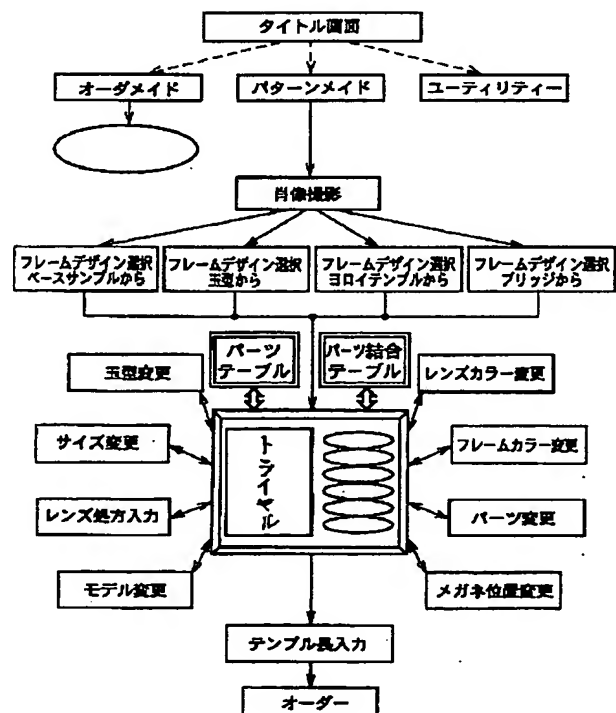 タイトル画面
オーダメイド
パターンメイド
ユーティリティー
肖像撮影
フレームデザイン選択
ベースサンプルから
フレームデザイン選択
玉型から
フレームデザイン選択
ヨロイテンプルから
フレームデザイン選択
ブリッジから
パーツ
テーブル
パーツ結合
テーブル
玉型変更
レンズカラー変更
サイズ変更
フレームカラー変更
トライヤル
レンズ処方入力
パーツ変更
モデル変更
メガネ位置変更
テンプル長入力
オーダー